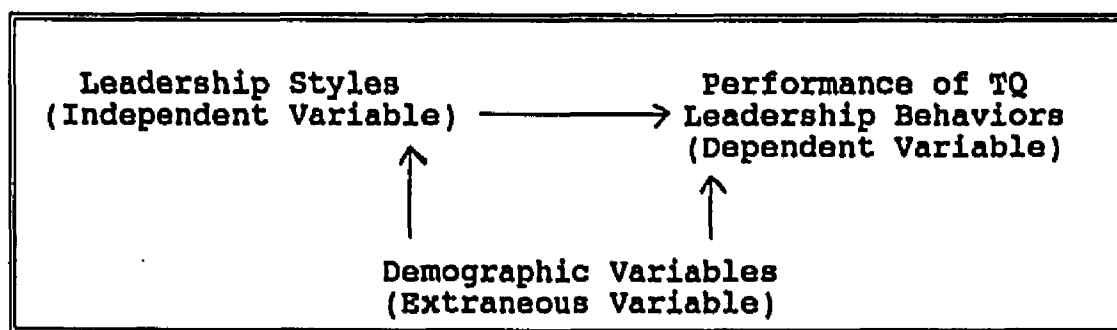 Leadership Styles
(Independent Variable)
Performance of TQ
Leadership Behaviors
(Dependent Variable)
Demographic Variables
(Extraneous Variable)